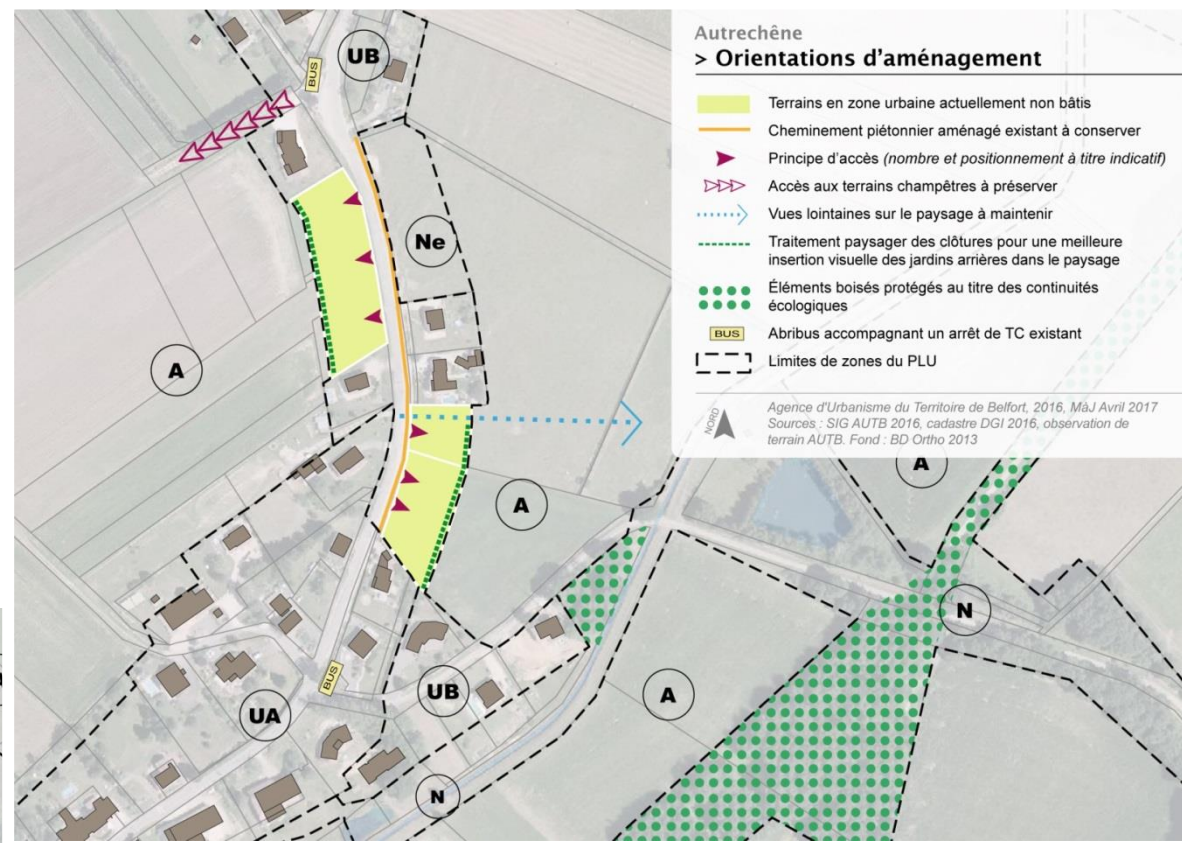 Autrechêne
> Orientations d'aménagement
Terrains en zone urbaine actuellement non bâtis
Cheminement piétonnier aménagé existant à conserver
Principe d'accès (nombre et positionnement à titre indicatif)
Accès aux terrains champêtres à préserver
Vues lointaines sur le paysage à maintenir
Traitement paysager des clôtures pour une meilleure
insertion visuelle des jardins arrières dans le paysage
Éléments boisés protégés au titre des continuités
écologiques
BUS
Abribus accompagnant un arrêt de TC existant
Limites de zones du PLU
NORD
Agence d'Urbanisme du Territoire de Belfort, 2016, MàJ Avril 2017
Sources : SIG AUTB 2016, cadastre DGI 2016, observation de
terrain AUTB. Fond : BD Ortho 2013
UB
BUS
Ne
A
A
A
N
BUS
UB
UA
A
N